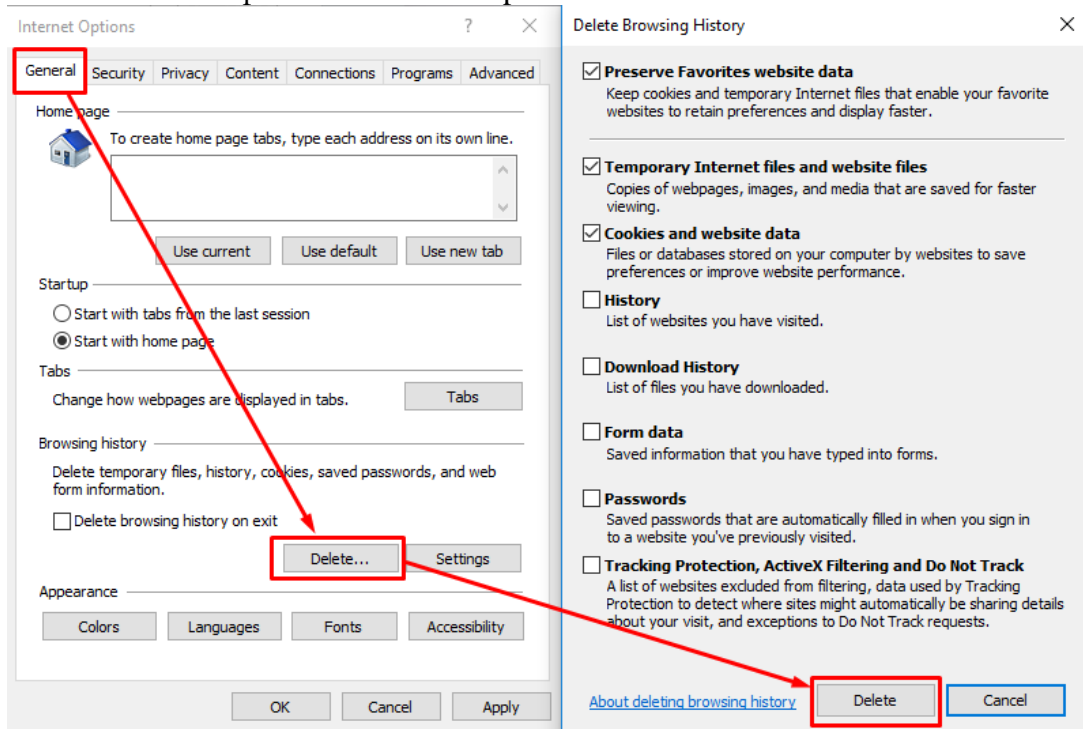 Internet Options ? ×
General Security Privacy Content Connections Programs Advanced
Home page
To create home page tabs, type each address on its own line.
Use current Use default Use new tab
Startup
Start with tabs from the last session
Start with home page
Tabs
Change how webpages are displayed in tabs. Tabs
Browsing history
Delete temporary files, history, cookies, saved passwords, and web
form information.
Delete browsing history on exit
Delete... Settings
Appearance
Colors Languages Fonts Accessibility
OK Cancel Apply
Delete Browsing History ×
Preserve Favorites website data
Keep cookies and temporary Internet files that enable your favorite
websites to retain preferences and display faster.
Temporary Internet files and website files
Copies of webpages, images, and media that are saved for faster
viewing.
Cookies and website data
Files or databases stored on your computer by websites to save
preferences or improve website performance.
History
List of websites you have visited.
Download History
List of files you have downloaded.
Form data
Saved information that you have typed into forms.
Passwords
Saved passwords that are automatically filled in when you sign in
to a website you've previously visited.
Tracking Protection, ActiveX Filtering and Do Not Track
A list of websites excluded from filtering, data used by Tracking
Protection to detect where sites might automatically be sharing details
about your visit, and exceptions to Do Not Track requests.
About deleting browsing history Delete Cancel